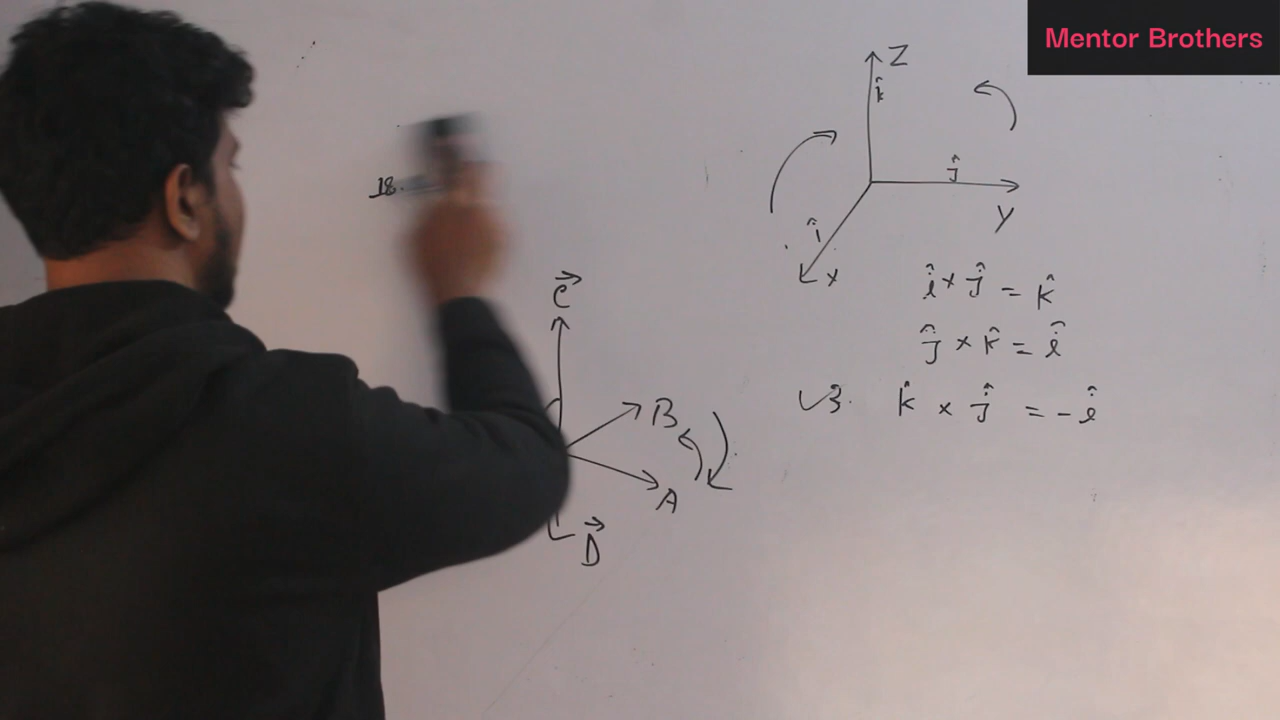 Mentor Brothers
Z
k̂
ĵ
Y
î
X
î × ĵ = k̂
ĵ × k̂ = î
k̂ × ĵ = -î
18.
C⃗
B
A
D⃗